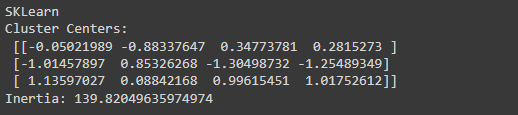 SKLearn
Cluster Centers:
[[-0.05021989 -0.88337647 0.34773781 0.2815273 ]
[-1.01457897 0.85326268 -1.30498732 -1.25489349]
[ 1.13597027 0.08842168 0.99615451 1.01752612]]
Inertia: 139.82049635974974